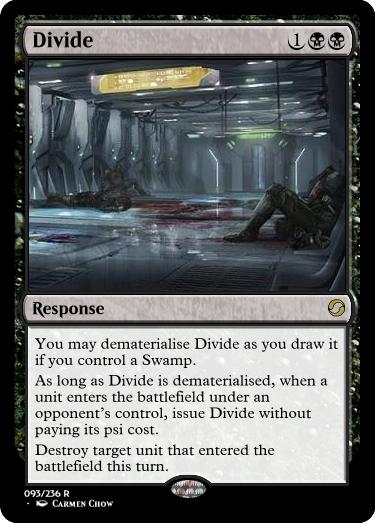 Divide 1
Response
You may dematerialise Divide as you draw it
if you control a Swamp.
As long as Divide is dematerialised, when a
unit enters the battlefield under an
opponent's control, issue Divide without
paying its psi cost.
Destroy target unit that entered the
battlefield this turn.
093/236 R
· CARMEN CHOW